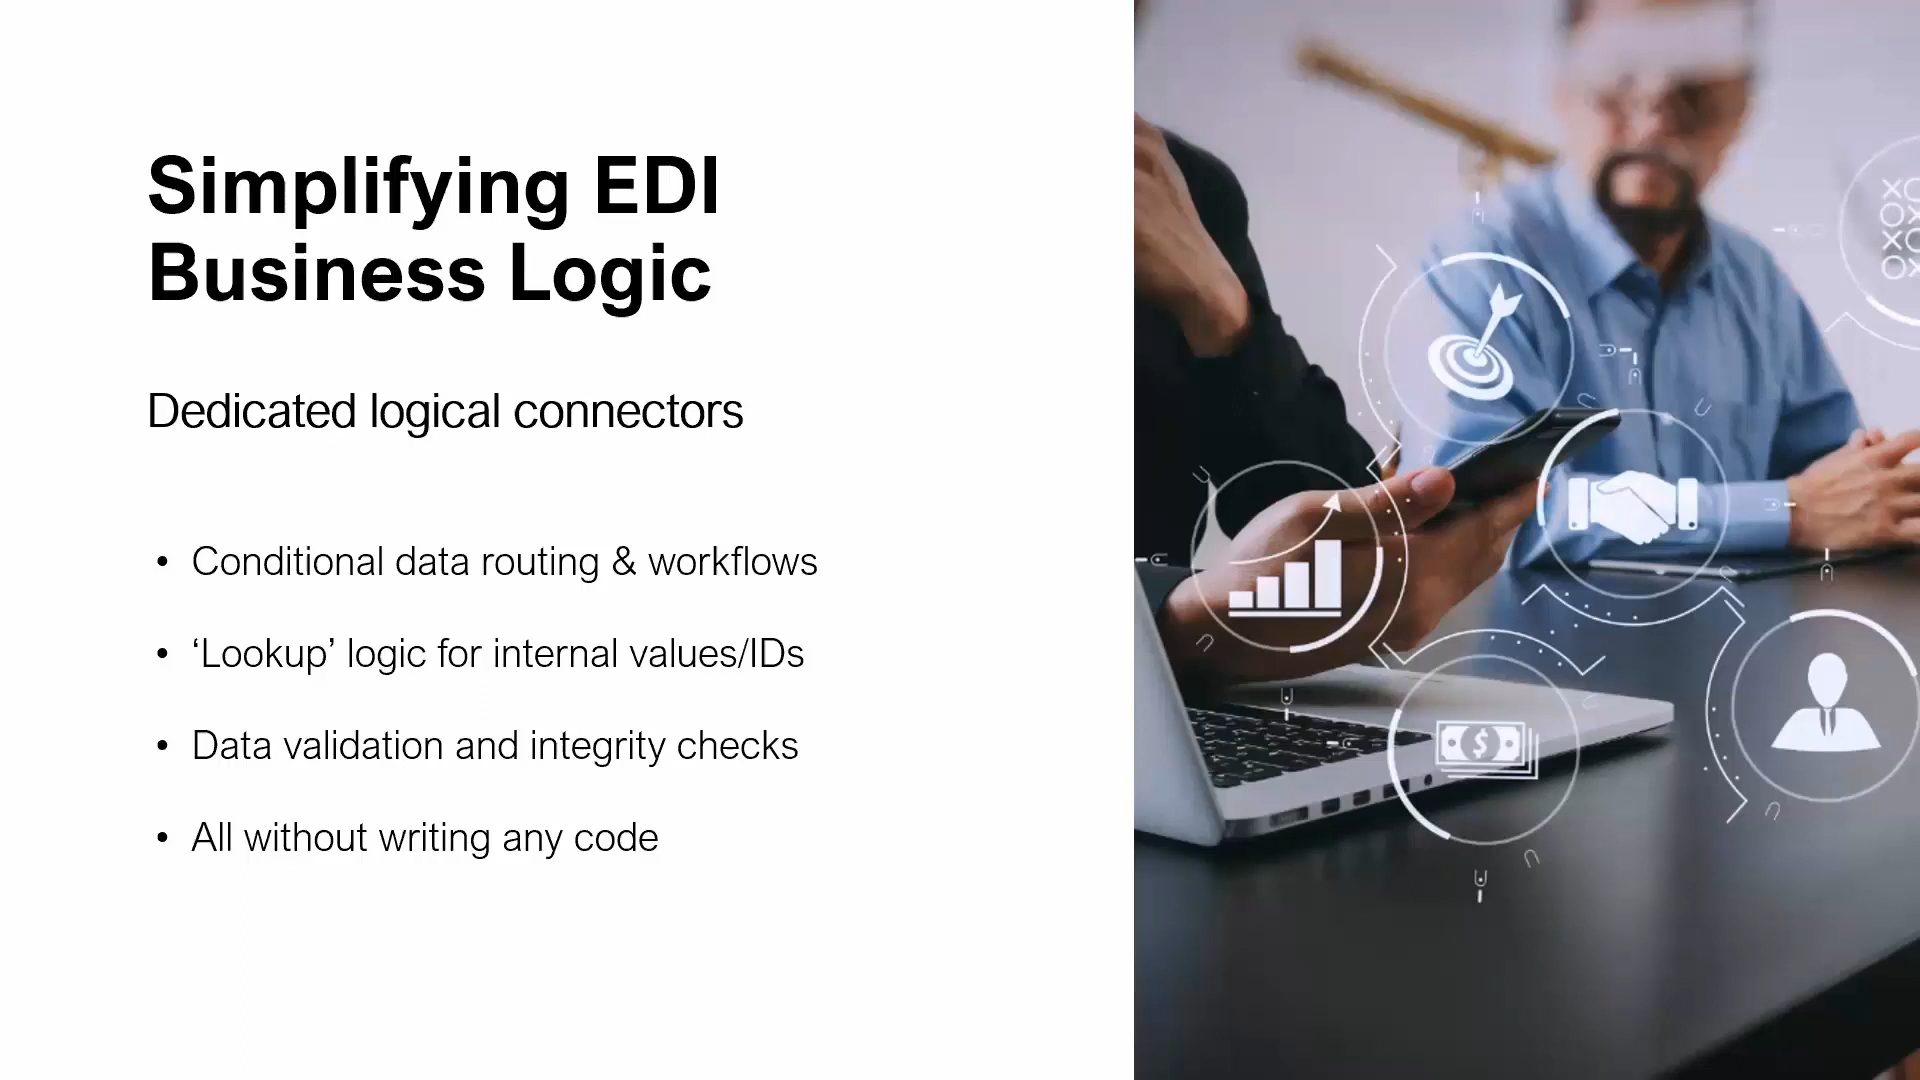 Simplifying EDI
Business Logic
Dedicated logical connectors
• Conditional data routing & workflows
• ‘Lookup’ logic for internal values/IDs
• Data validation and integrity checks
• All without writing any code
$